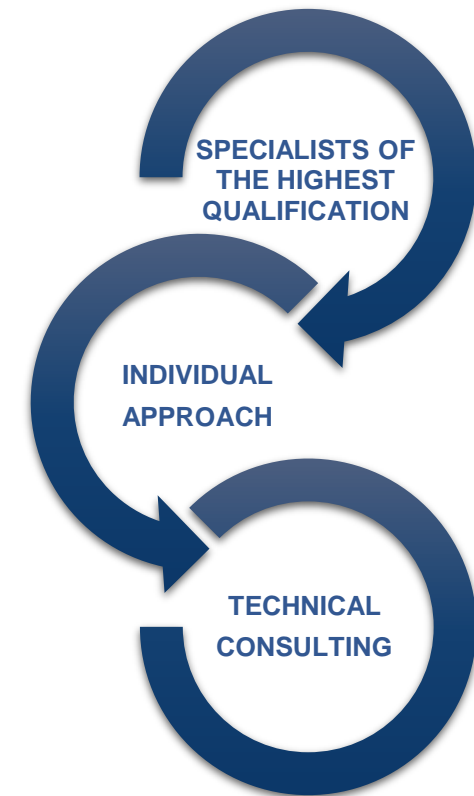 SPECIALISTS OF
THE HIGHEST
QUALIFICATION
INDIVIDUAL
APPROACH
TECHNICAL
CONSULTING